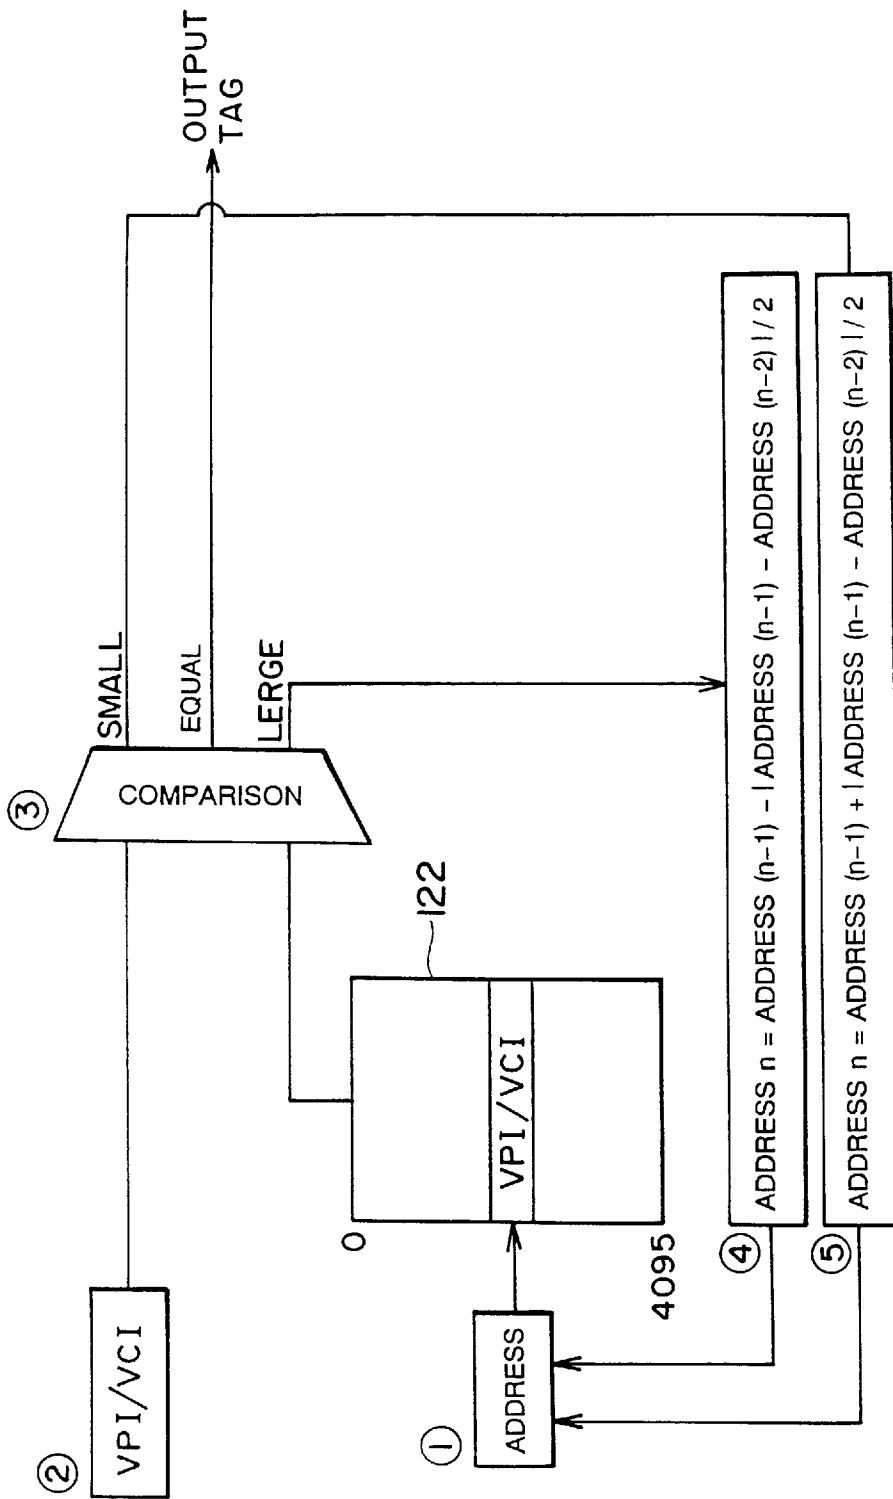 ② VPI/VCI
③ COMPARISON
SMALL
EQUAL
LERGE
OUTPUT
TAG
122
0
VPI/VCI
4095
① ADDRESS
④ ADDRESS n = ADDRESS (n-1) - | ADDRESS (n-1) - ADDRESS (n-2) | / 2
⑤ ADDRESS n = ADDRESS (n-1) + | ADDRESS (n-1) - ADDRESS (n-2) | / 2